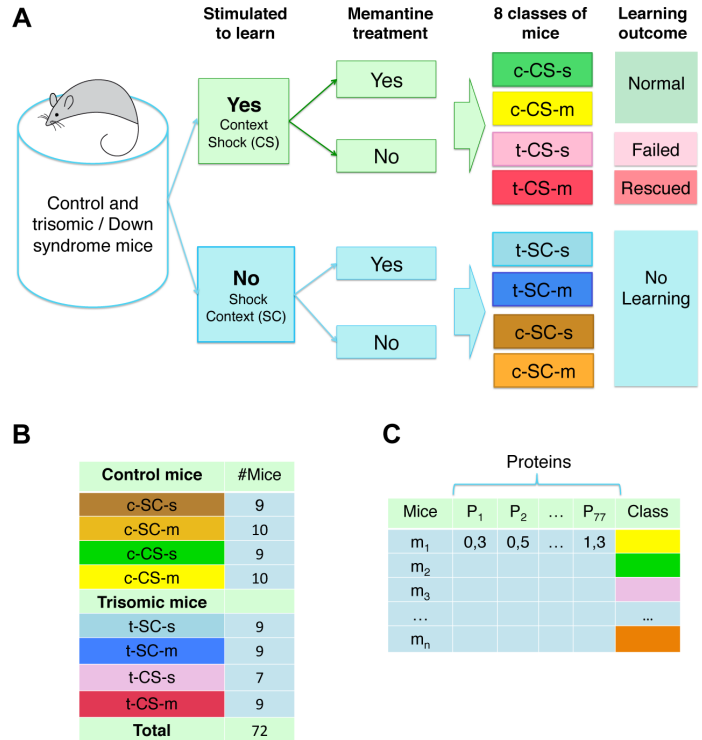 A
Stimulated
to learn
Memantine
treatment
8 classes of
mice
Learning
outcome
Control and
trisomic / Down
syndrome mice
Yes
Context
Shock (CS)
Yes
No
c-CS-s
c-CS-m
t-CS-s
t-CS-m
Normal
Failed
Rescued
No
Shock
Context (SC)
Yes
No
t-SC-s
t-SC-m
c-SC-s
c-SC-m
No
Learning
B
Control mice #Mice
c-SC-s 9
c-SC-m 10
c-CS-s 9
c-CS-m 10
Trisomic mice
t-SC-s 9
t-SC-m 9
t-CS-s 7
t-CS-m 9
Total 72
C
Proteins
Mice P1 P2 … P77 Class
m1 0,3 0,5 … 1,3
m2
m3
… ...
mn